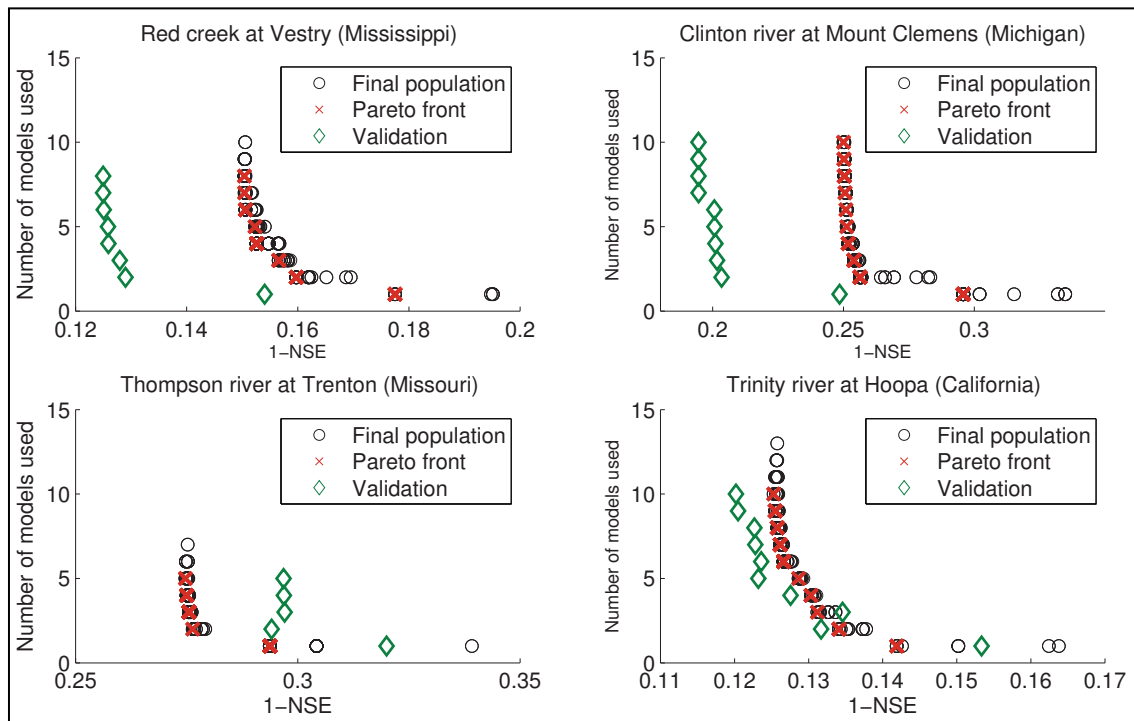 Red creek at Vestry (Mississippi)
Number of models used
15
10
5
0
Final population
Pareto front
Validation
0.12
0.14
0.16
0.18
0.2
1-NSE
Clinton river at Mount Clemens (Michigan)
Number of models used
15
10
5
0
Final population
Pareto front
Validation
0.2
0.25
0.3
1-NSE
Thompson river at Trenton (Missouri)
Number of models used
15
10
5
0
Final population
Pareto front
Validation
0.25
0.3
0.35
1-NSE
Trinity river at Hoopa (California)
Number of models used
15
10
5
0
Final population
Pareto front
Validation
0.11
0.12
0.13
0.14
0.15
0.16
0.17
1-NSE